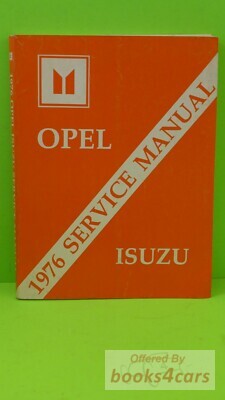 OPEL
1976 SERVICE MANUAL
ISUZU
Offered By
books4cars